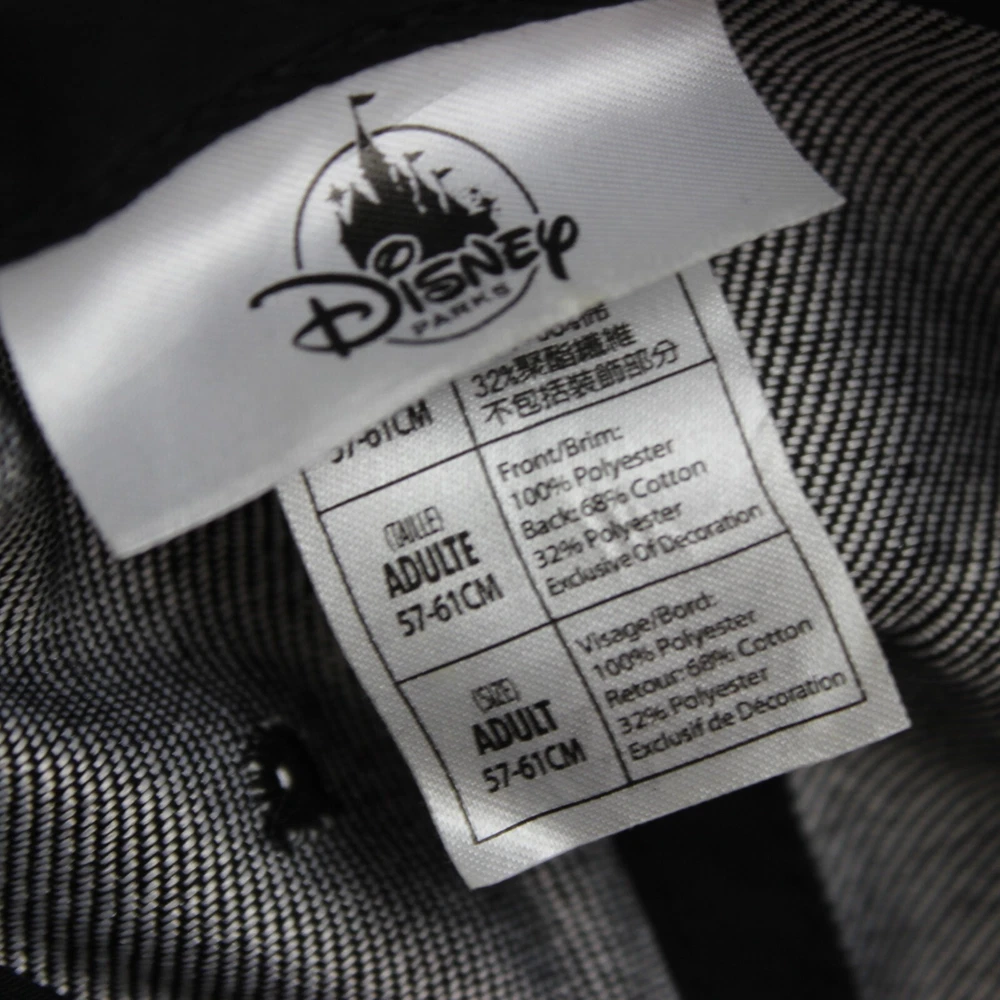 Disney
PARKS
57-61CM
32%聚酯纖維
不包括裝飾部分
(TAILLE)
ADULTE
57-61CM
Front/Brim:
100% Polyester
Back: 68% Cotton
32% Polyester
Exclusive Of Decoration
(SIZE)
ADULT
57-61CM
Visage/Bord:
100% Polyester
Retour: 68% Cotton
32% Polyester
Exclusif de Décoration